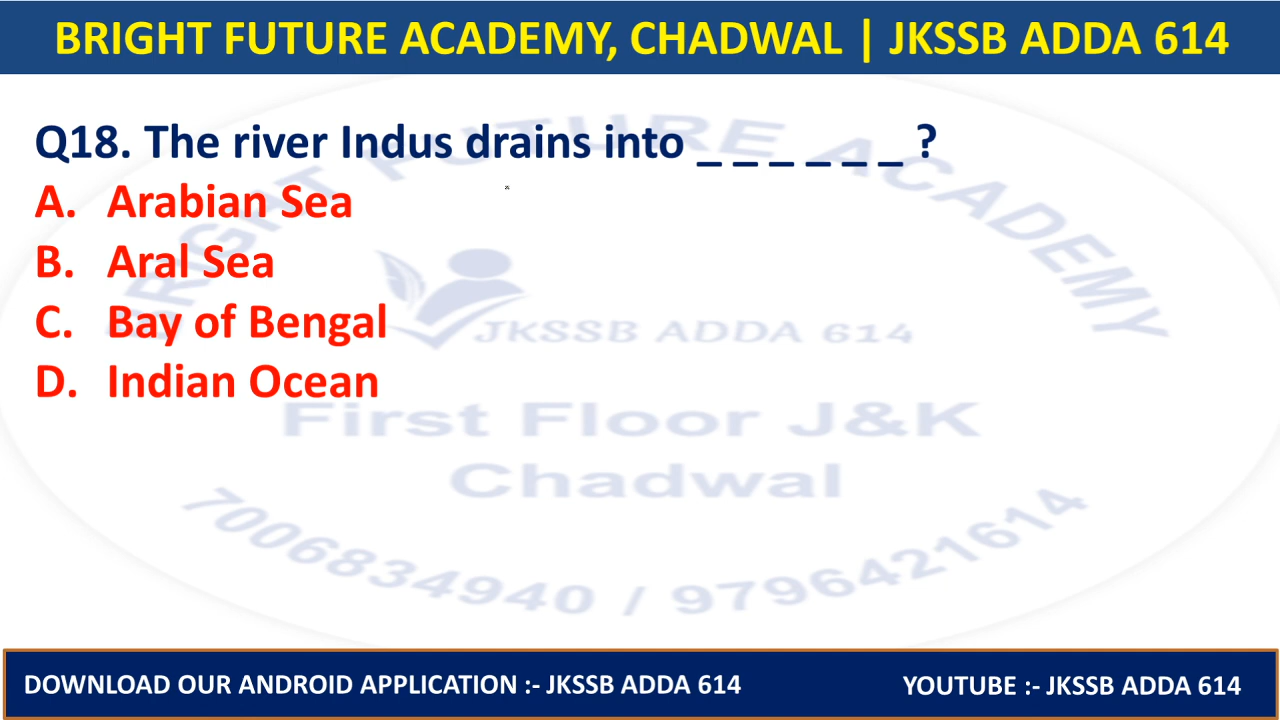 BRIGHT FUTURE ACADEMY, CHADWAL | JKSSB ADDA 614
Q18. The river Indus drains into _ _ _ _ _ _ ?
A. Arabian Sea
B. Aral Sea
C. Bay of Bengal
D. Indian Ocean
BRIGHT FUTURE ACADEMY
JKSSB ADDA 614
First Floor J&K
Chadwal
7006834940 / 9796421614
DOWNLOAD OUR ANDROID APPLICATION :- JKSSB ADDA 614
YOUTUBE :- JKSSB ADDA 614